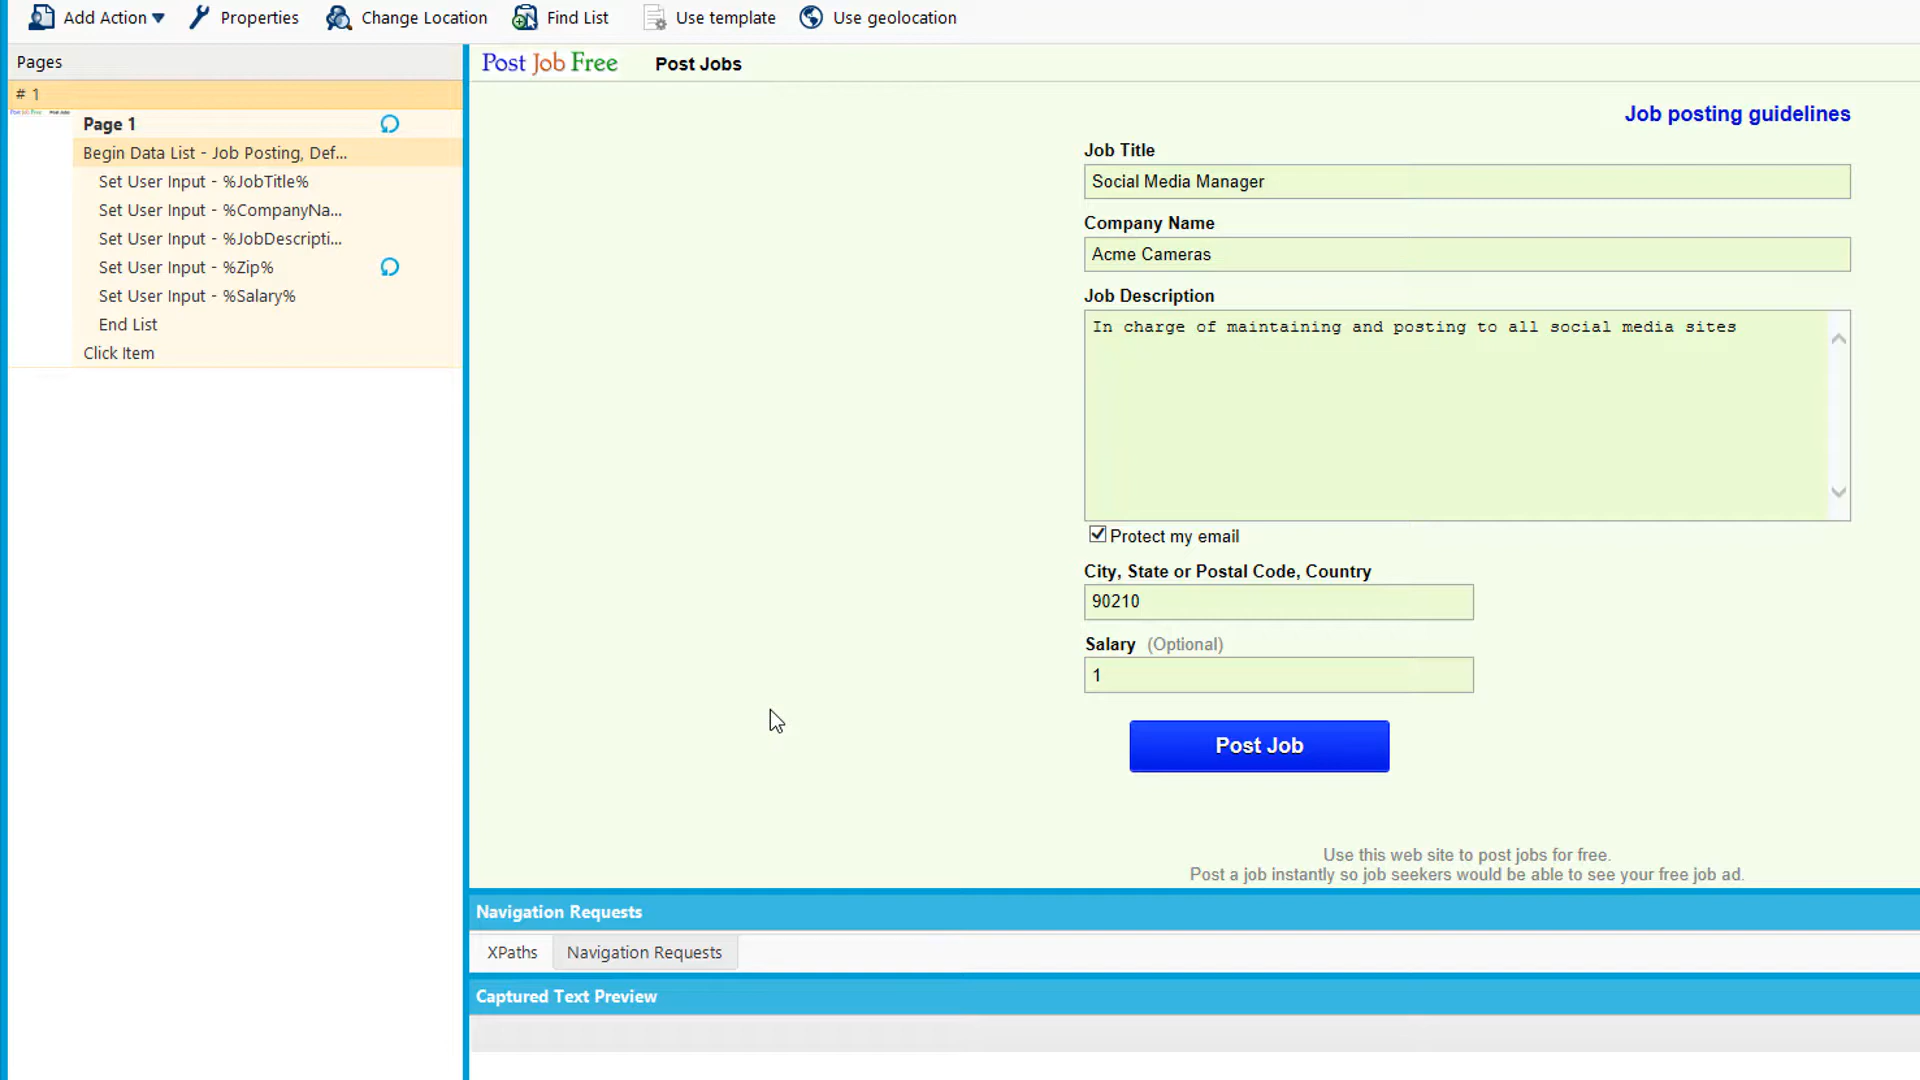 Add Action
Properties
Change Location
Find List
Use template
Use geolocation
Pages
# 1
Page 1
Begin Data List - Job Posting, Def...
Set User Input - %JobTitle%
Set User Input - %CompanyNa...
Set User Input - %JobDescripti...
Set User Input - %Zip%
Set User Input - %Salary%
End List
Click Item
Post Job Free
Post Jobs
Job posting guidelines
Job Title
Social Media Manager
Company Name
Acme Cameras
Job Description
In charge of maintaining and posting to all social media sites
Protect my email
City, State or Postal Code, Country
90210
Salary (Optional)
1
Post Job
Use this web site to post jobs for free.
Post a job instantly so job seekers would be able to see your free job ad.
Navigation Requests
XPaths
Navigation Requests
Captured Text Preview